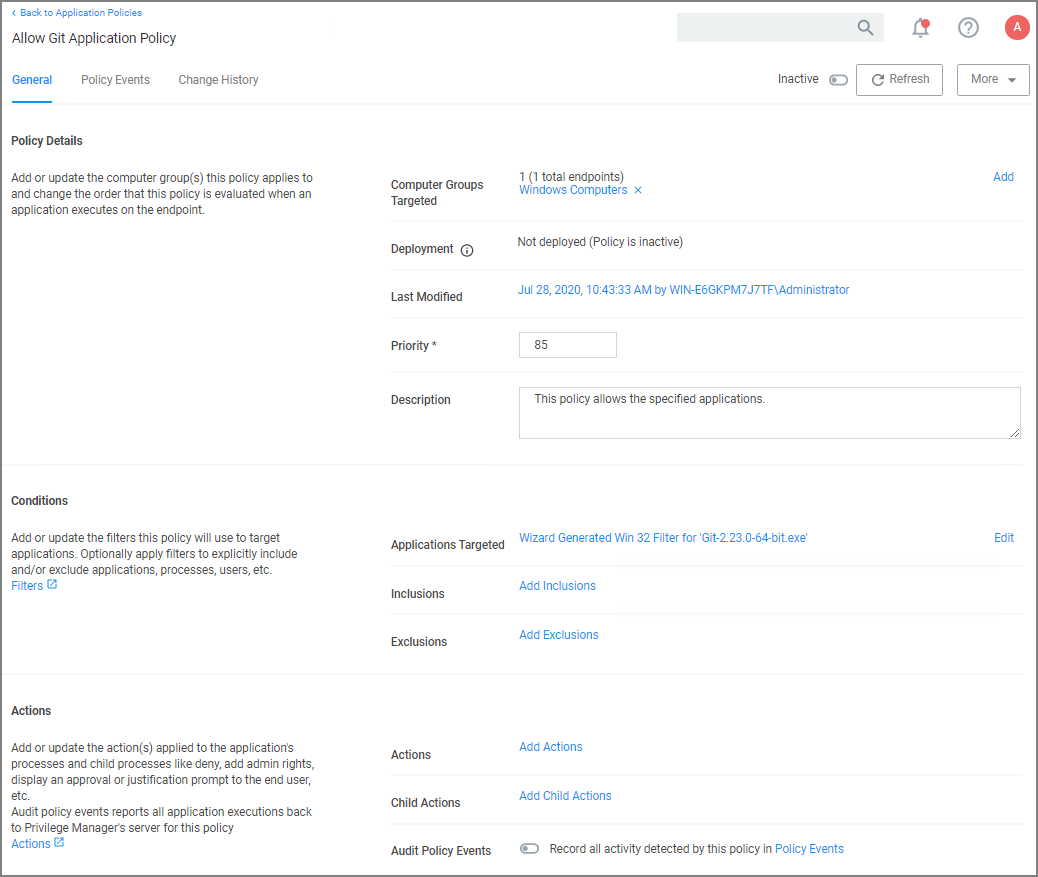 Back to Application Policies
Allow Git Application Policy
A
General
Policy Events
Change History
Inactive
Refresh
More
Policy Details
Add or update the computer group(s) this policy applies to
and change the order that this policy is evaluated when an
application executes on the endpoint.
Computer Groups
Targeted
1 (1 total endpoints)
Windows Computers
Add
Deployment
Not deployed (Policy is inactive)
Last Modified
Jul 28, 2020, 10:43:33 AM by WIN-E6GKPM7J7TF\Administrator
Priority *
85
Description
This policy allows the specified applications.
Conditions
Add or update the filters this policy will use to target
applications. Optionally apply filters to explicitly include
and/or exclude applications, processes, users, etc.
Filters
Applications Targeted
Wizard Generated Win 32 Filter for 'Git-2.23.0-64-bit.exe'
Edit
Inclusions
Add Inclusions
Exclusions
Add Exclusions
Actions
Add or update the action(s) applied to the application's
processes and child processes like deny, add admin rights,
display an approval or justification prompt to the end user,
etc.
Audit policy events reports all application executions back
to Privilege Manager's server for this policy
Actions
Actions
Add Actions
Child Actions
Add Child Actions
Audit Policy Events
Record all activity detected by this policy in Policy Events